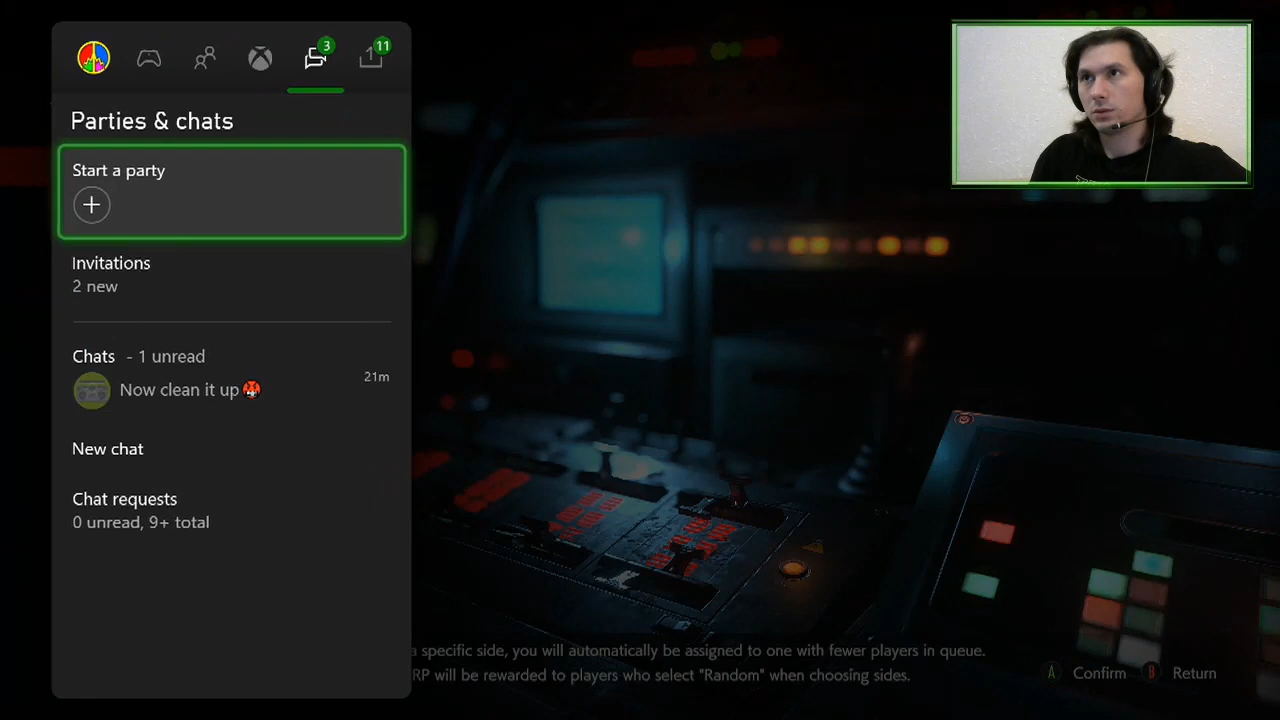 3
11
Parties & chats
Start a party
Invitations
2 new
Chats - 1 unread
Now clean it up
21m
New chat
Chat requests
0 unread, 9+ total
a specific side, you will automatically be assigned to one with fewer players in queue.
RP will be rewarded to players who select "Random" when choosing sides.
A Confirm B Return